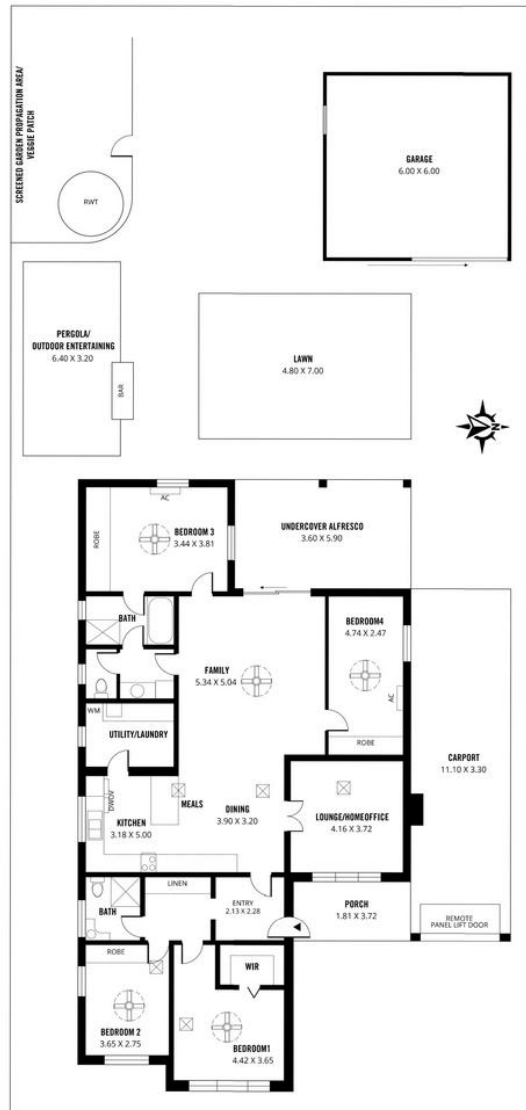 SCREENED GARDEN PROPAGATION AREA/
VEGGIE PATCH
RWT
GARAGE
6.00 X 6.00
PERGOLA/
OUTDOOR ENTERTAINING
6.40 X 3.20
BAR
LAWN
4.80 X 7.00
N
AC
ROBE
BEDROOM 3
3.44 X 3.81
UNDERCOVER ALFRESCO
3.60 X 5.90
BATH
BEDROOM4
4.74 X 2.47
FAMILY
5.34 X 5.04
AC
WM
UTILITY/LAUNDRY
ROBE
CARPORT
11.10 X 3.30
DWOV
MEALS
KITCHEN
3.18 X 5.00
DINING
3.90 X 3.20
LOUNGE/HOMEOFFICE
4.16 X 3.72
LINEN
BATH
ENTRY
2.13 X 2.28
PORCH
1.81 X 3.72
REMOTE
PANEL LIFT DOOR
ROBE
WIR
BEDROOM 2
3.65 X 2.75
BEDROOM1
4.42 X 3.65